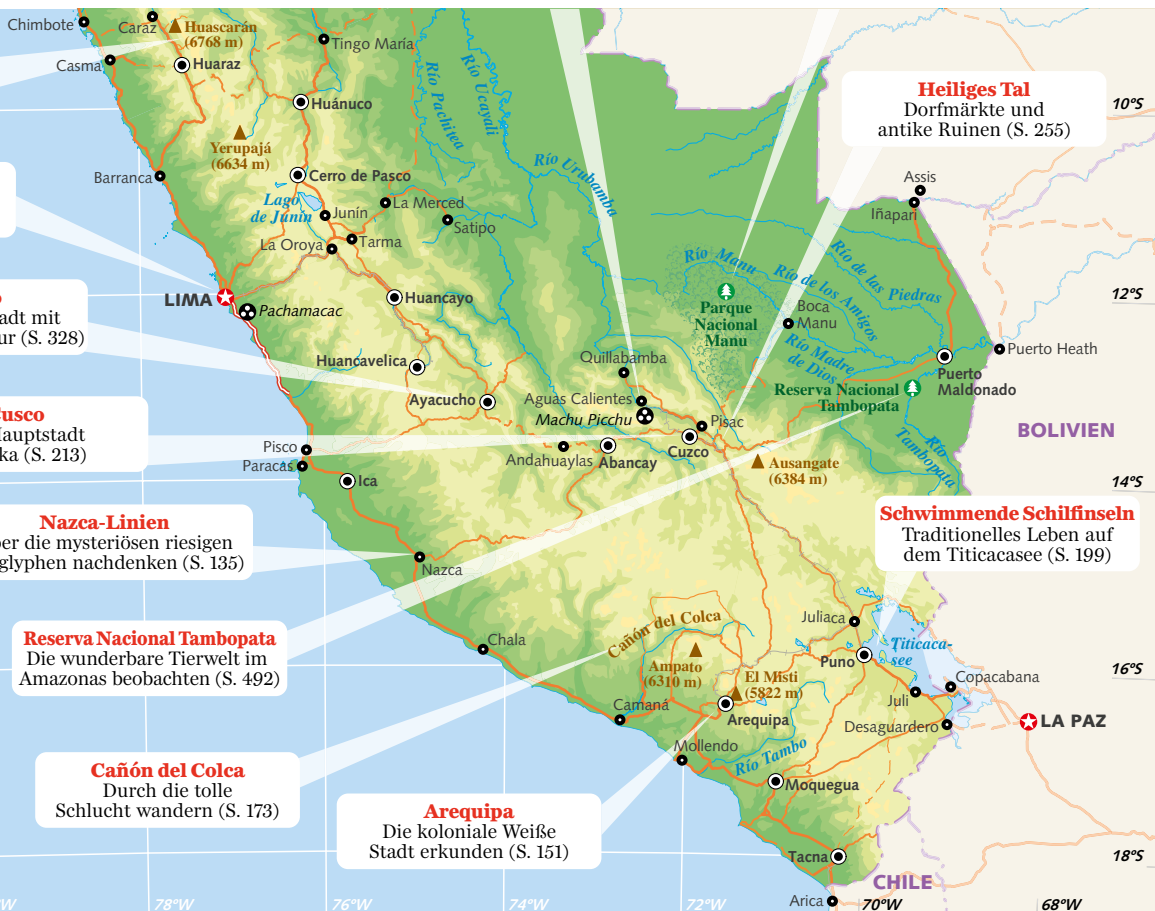 Chimbote
Caraz
Huascarán
(6768 m)
Tingo María
Casma
Huaraz
Huánuco
Río Pachitea
Río Ucayali
Yerupajá
(6634 m)
Heiliges Tal
Dorfmärkte und
antike Ruinen (S. 255)
10°S
Barranca
Cerro de Pasco
Lago
de Junín
Junín
La Merced
Satipo
Río Urubamba
Assis
Iñapari
La Oroya
Tarma
LIMA
Pachamacac
Huancayo
Río Manu
Río de los Amigos
Río de las Piedras
Parque
Nacional
Manu
Boca
Manu
12°S
adt mit
ur (S. 328)
Huancavelica
Quillabamba
Río Madre
de Dios
Puerto Heath
Puerto
Maldonado
Ayacucho
Aguas Calientes
Machu Picchu
Reserva Nacional
Tambopata
usco
auptstadt
ka (S. 213)
Pisac
Cuzco
Pisco
Paracas
Andahuaylas
Abancay
Ausangate
(6384 m)
Río
Tambopata
BOLIVIEN
Ica
14°S
Nazca-Linien
er die mysteriösen riesigen
glyphen nachdenken (S. 135)
Nazca
Schwimmende Schilfinseln
Traditionelles Leben auf
dem Titicacasee (S. 199)
Reserva Nacional Tambopata
Die wunderbare Tierwelt im
Amazonas beobachten (S. 492)
Chala
Cañón del Colca
Juliaca
Titicaca-
see
Puno
Ampato
(6310 m)
El Misti
(5822 m)
16°S
Copacabana
Juli
Camaná
Arequipa
Desaguardero
LA PAZ
Mollendo
Río Tambo
Cañón del Colca
Durch die tolle
Schlucht wandern (S. 173)
Moquegua
Arequipa
Die koloniale Weiße
Stadt erkunden (S. 151)
Tacna
18°S
CHILE
Arica
°W
78°W
76°W
74°W
72°W
70°W
68°W